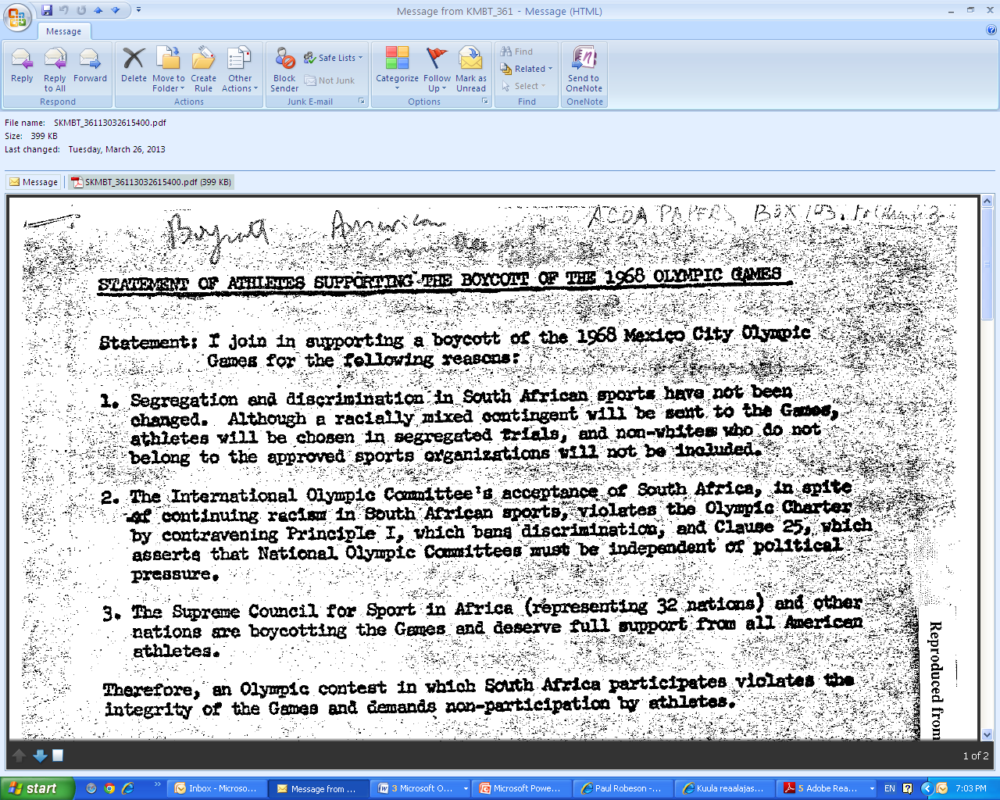 Message from KMBT_361 - Message (HTML)
Message
Reply
Reply to All
Forward
Respond
Delete
Move to Folder
Create Rule
Other Actions
Actions
Block Sender
Safe Lists
Not Junk
Junk E-mail
Categorize
Follow Up
Mark as Unread
Options
Find
Related
Select
Find
Send to OneNote
OneNote
File name: SKMBT_36113032615400.pdf
Size: 399 KB
Last changed: Tuesday, March 26, 2013
Message
SKMBT_36113032615400.pdf (399 KB)
Boycott American
ACOA PAPERS, BOX 103,
STATEMENT OF ATHLETES SUPPORTING THE BOYCOTT OF THE 1968 OLYMPIC GAMES
Statement: I join in supporting a boycott of the 1968 Mexico City Olympic
Games for the following reasons:
1. Segregation and discrimination in South African sports have not been
changed. Although a racially mixed contingent will be sent to the Games,
athletes will be chosen in segregated trials, and non-whites who do not
belong to the approved sports organizations will not be included.
2. The International Olympic Committee's acceptance of South Africa, in spite
of continuing racism in South African sports, violates the Olympic Charter
by contravening Principle I, which bans discrimination, and Clause 25, which
asserts that National Olympic Committees must be independent of political
pressure.
3. The Supreme Council for Sport in Africa (representing 32 nations) and other
nations are boycotting the Games and deserve full support from all American
athletes.
Therefore, an Olympic contest in which South Africa participates violates the
integrity of the Games and demands non-participation by athletes.
Reproduced from
1 of 2
start
Inbox - Microso...
Message from ...
3 Microsoft O...
Microsoft Powe...
Paul Robeson -...
Kuula reaalajas...
5 Adobe Rea...
EN
7:03 PM